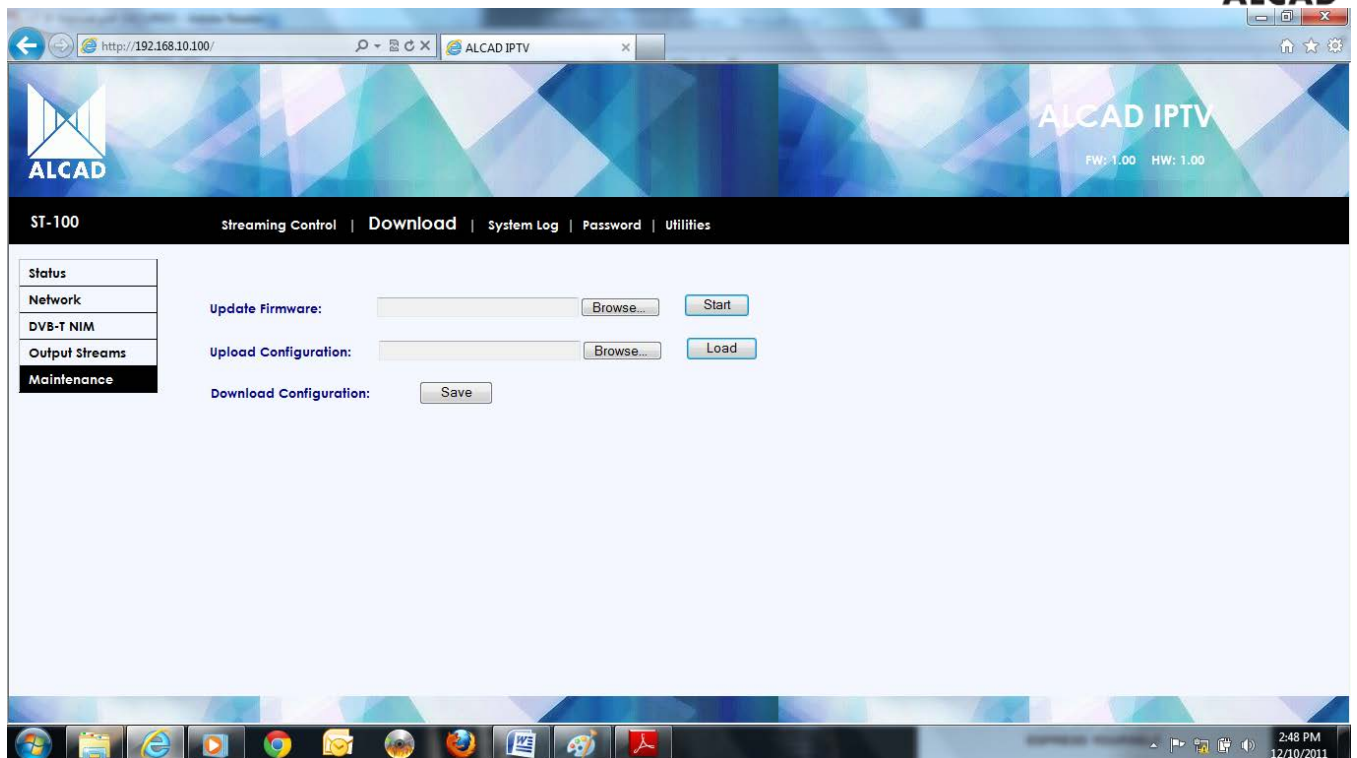 ALCAD
http://192.168.10.100/
ALCAD IPTV
ALCAD
ALCAD IPTV
FW: 1.00 HW: 1.00
ST-100
Streaming Control | Download | System Log | Password | Utilities
Status
Network
DVB-T NIM
Output Streams
Maintenance
Update Firmware:
Browse...
Start
Upload Configuration:
Browse...
Load
Download Configuration:
Save
2:48 PM
12/10/2011